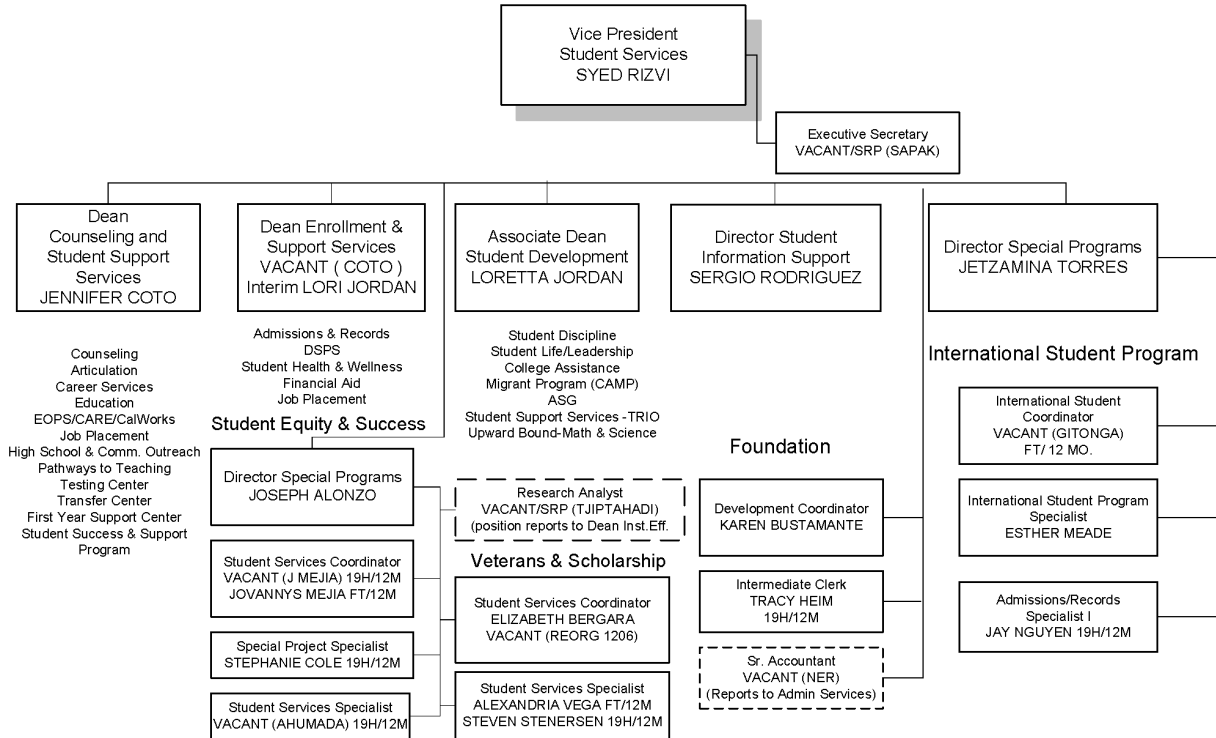 Vice President
Student Services
SYED RIZVI
Executive Secretary
VACANT/SRP (SAPAK)
Dean
Counseling and
Student Support
Services
JENNIFER COTO
Dean Enrollment &
Support Services
VACANT ( COTO )
Interim LORI JORDAN
Associate Dean
Student Development
LORETTA JORDAN
Director Student
Information Support
SERGIO RODRIGUEZ
Director Special Programs
JETZAMINA TORRES
Counseling
Articulation
Career Services
Education
EOPS/CARE/CalWorks
Job Placement
High School & Comm. Outreach
Pathways to Teaching
Testing Center
Transfer Center
First Year Support Center
Student Success & Support
Program
Admissions & Records
DSPS
Student Health & Wellness
Financial Aid
Job Placement
Student Discipline
Student Life/Leadership
College Assistance
Migrant Program (CAMP)
ASG
Student Support Services -TRIO
Upward Bound-Math & Science
Student Equity & Success
Director Special Programs
JOSEPH ALONZO
Student Services Coordinator
VACANT (J MEJIA) 19H/12M
JOVANNYS MEJIA FT/12M
Special Project Specialist
STEPHANIE COLE 19H/12M
Student Services Specialist
VACANT (AHUMADA) 19H/12M
Research Analyst
VACANT/SRP (TJIPTAHADI)
(position reports to Dean Inst.Eff.
Veterans & Scholarship
Student Services Coordinator
ELIZABETH BERGARA
VACANT (REORG 1206)
Student Services Specialist
ALEXANDRIA VEGA FT/12M
STEVEN STENERSEN 19H/12M
Foundation
Development Coordinator
KAREN BUSTAMANTE
Intermediate Clerk
TRACY HEIM
19H/12M
Sr. Accountant
VACANT (NER)
(Reports to Admin Services)
International Student Program
International Student
Coordinator
VACANT (GITONGA)
FT/ 12 MO.
International Student Program
Specialist
ESTHER MEADE
Admissions/Records
Specialist I
JAY NGUYEN 19H/12M